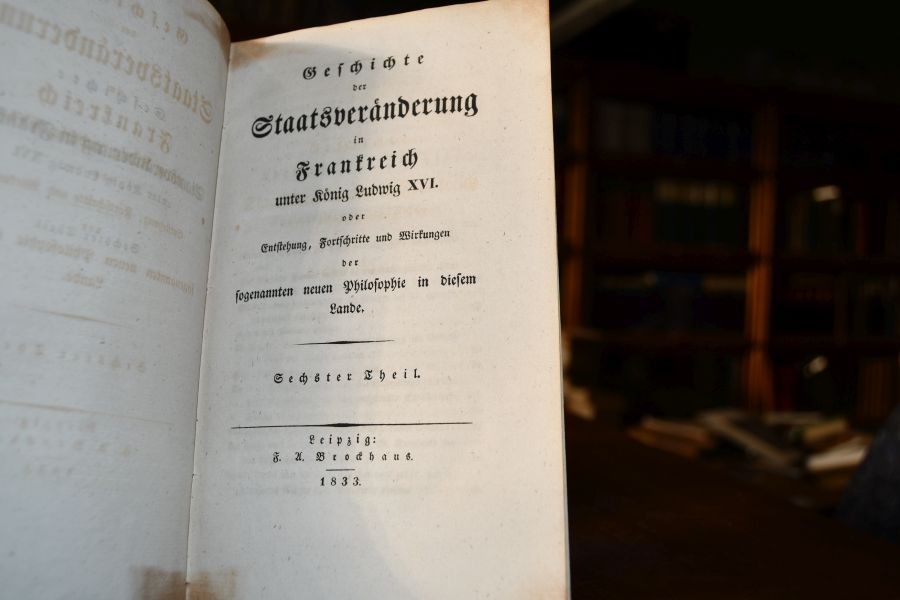 Geschichte
der
Staatsveränderung
in
Frankreich
unter König Ludwig XVI.
oder
Entstehung, Fortschritte und Wirkungen
der
sogenannten neuen Philosophie in diesem
Lande.
Sechster Theil.
Leipzig:
F. A. Brockhaus.
1833.